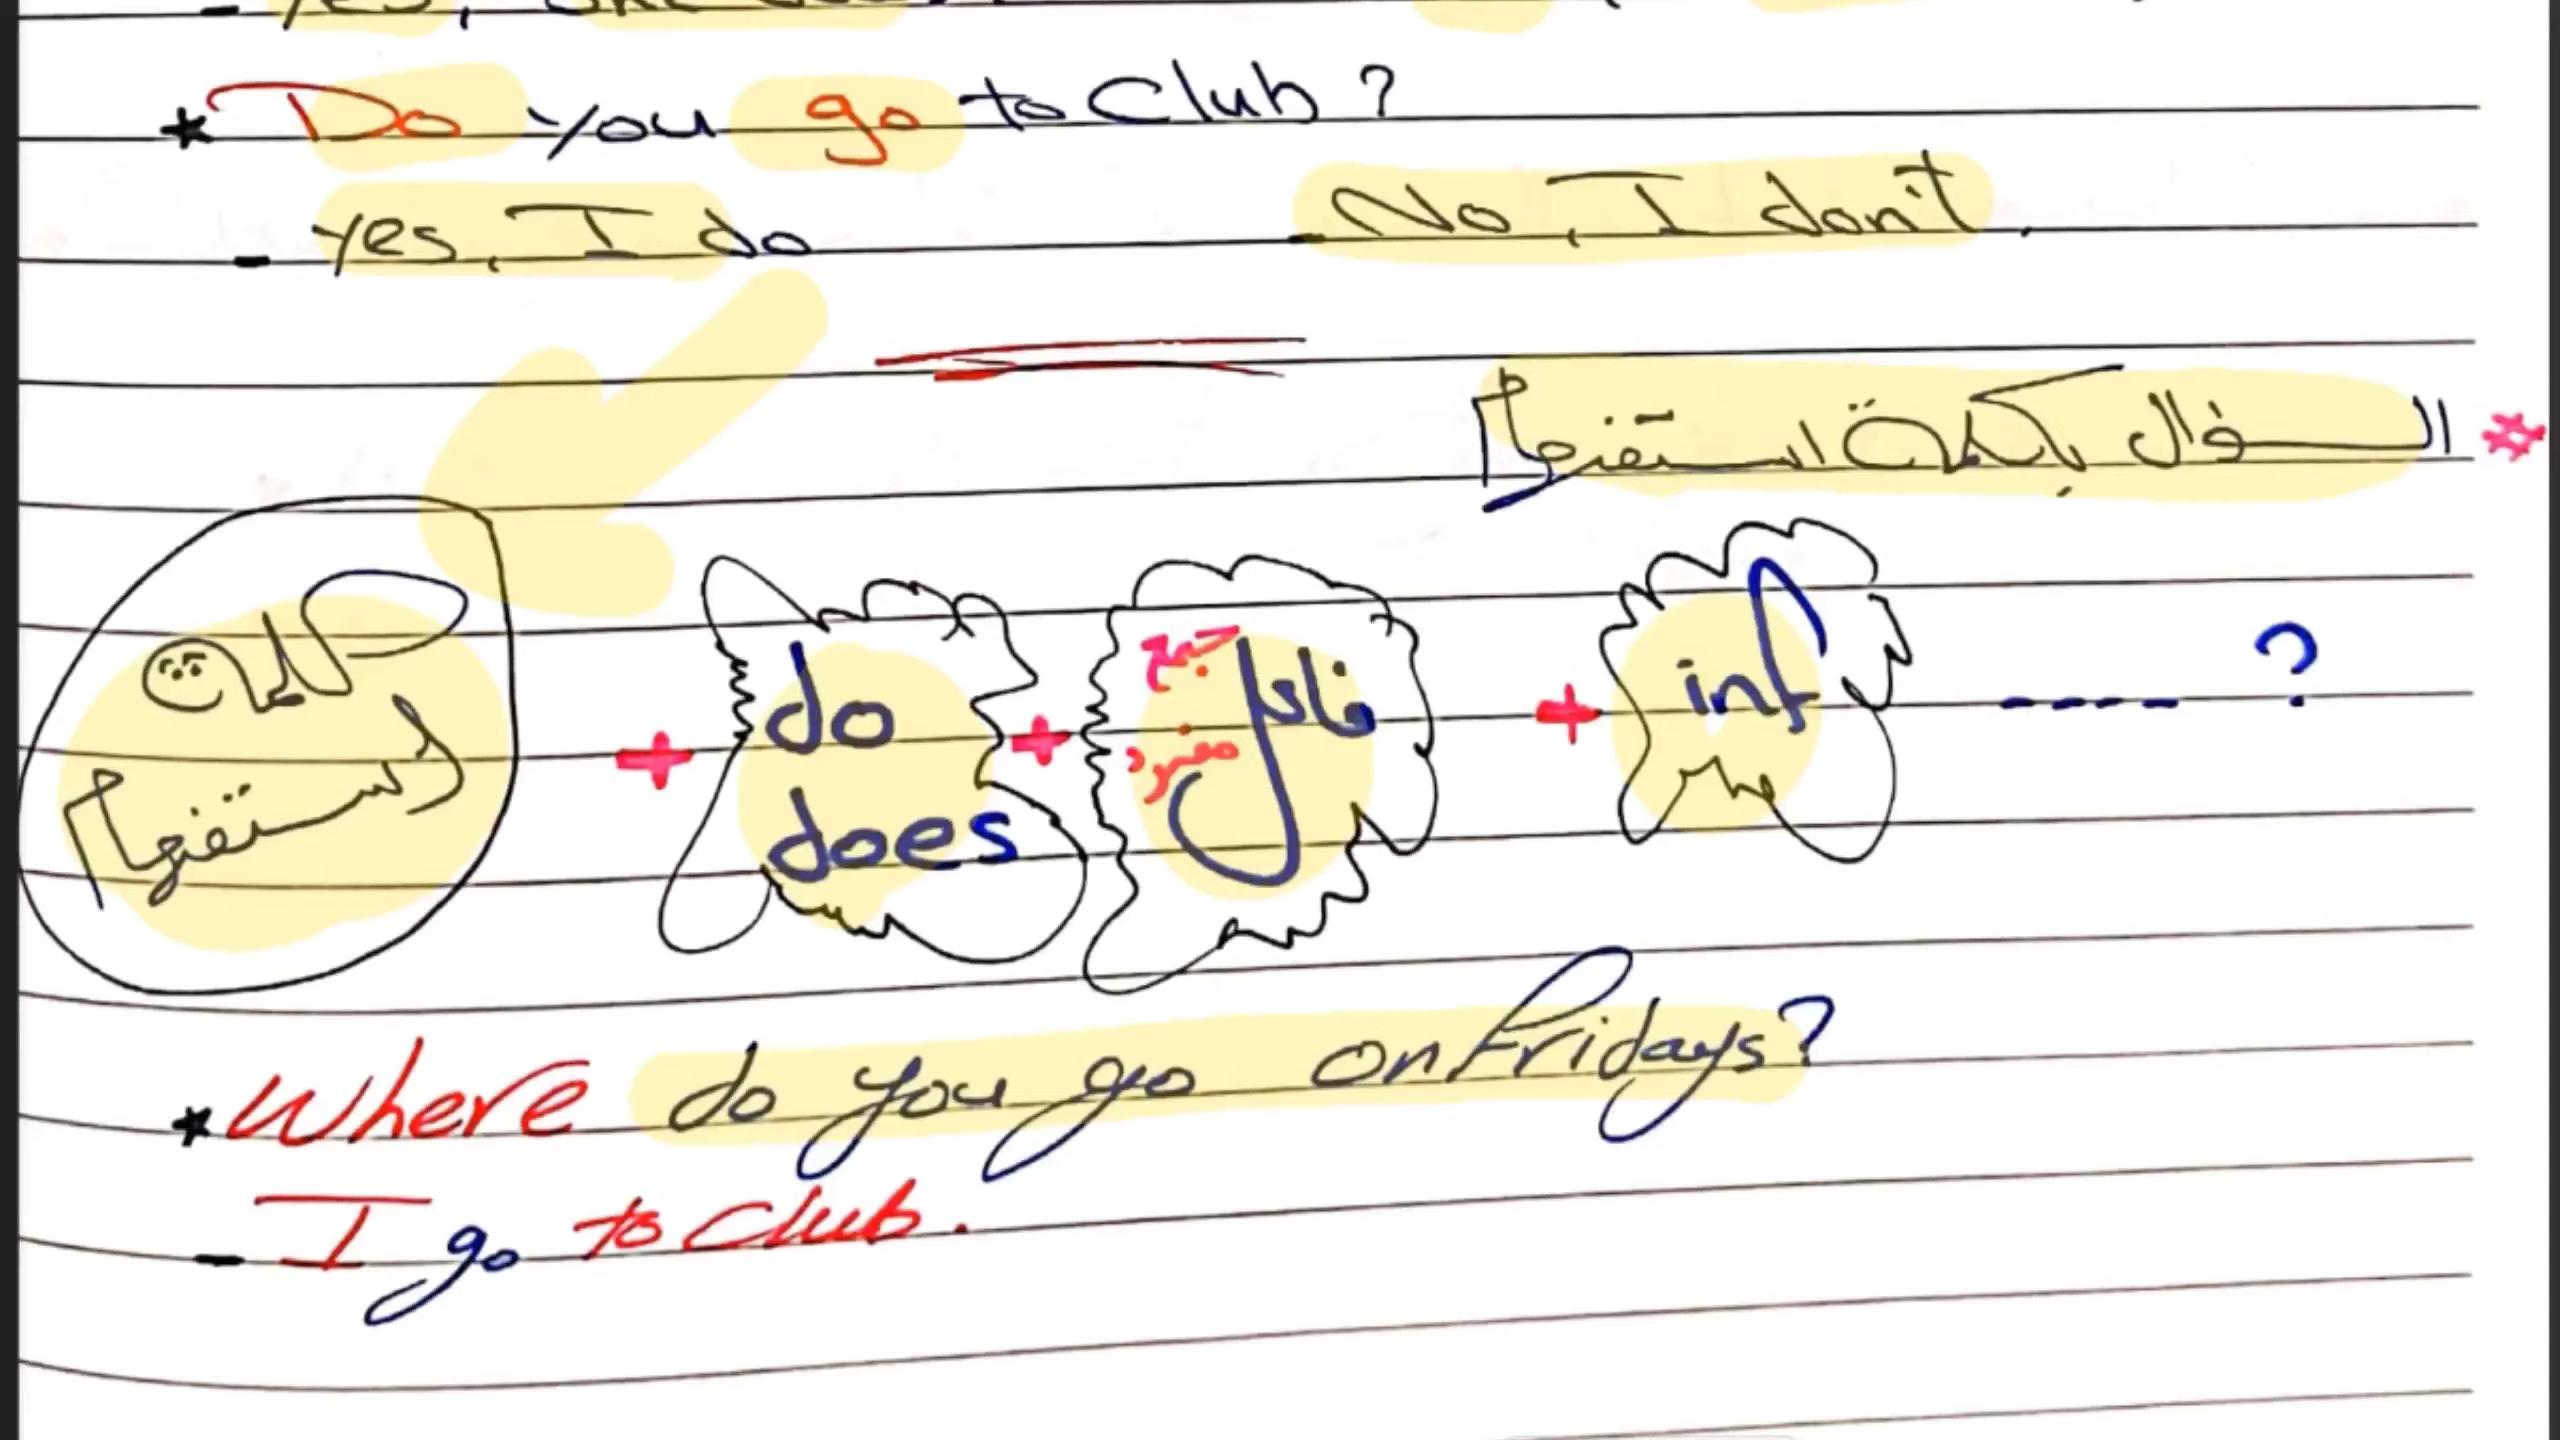 * Do you go to Club ?
- yes, I do - No, I don't.
* السؤال بكلمة استفهام
كلمة استفهام + do does + فاعل جمع مفرد + inf ---- ?
* Where do you go on Fridays?
- I go to Club.